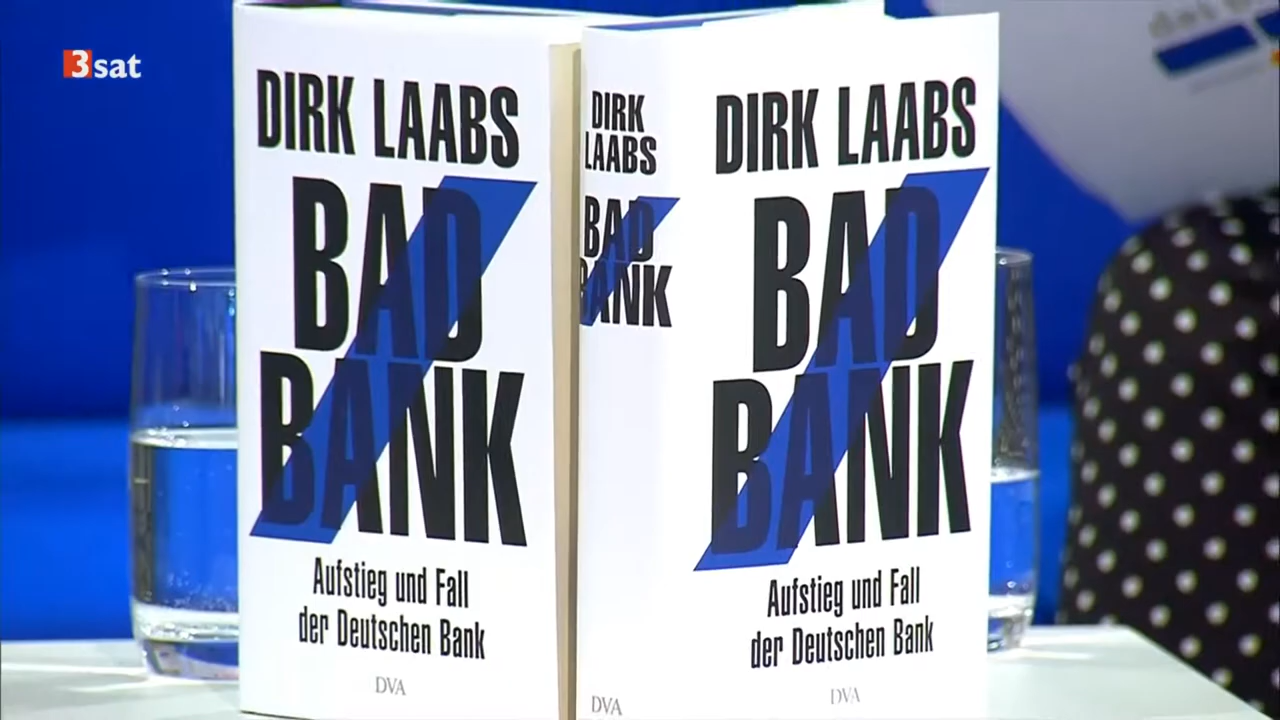 3sat
DIRK LAABS
BAD
BANK
Aufstieg und Fall
der Deutschen Bank
DVA
DIRK
LAABS
BAD
BANK
DVA
DIRK LAABS
BAD
BANK
Aufstieg und Fall
der Deutschen Bank
DVA